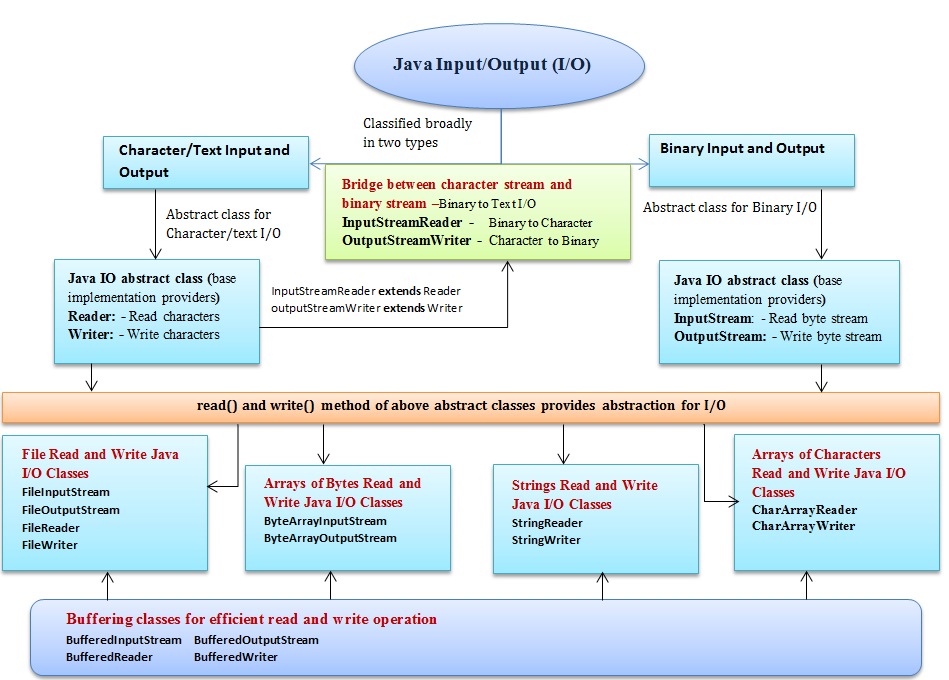 Java Input/Output (I/O)
Classified broadly
in two types
Character/Text Input and
Output
Binary Input and Output
Bridge between character stream and
binary stream –Binary to Text I/O
InputStreamReader - Binary to Character
OutputStreamWriter - Character to Binary
Abstract class for
Character/text I/O
Abstract class for Binary I/O
Java IO abstract class (base
implementation providers)
Reader: - Read characters
Writer: - Write characters
InputStreamReader extends Reader
outputStreamWriter extends Writer
Java IO abstract class (base
implementation providers)
InputStream: - Read byte stream
OutputStream: - Write byte stream
read() and write() method of above abstract classes provides abstraction for I/O
File Read and Write Java
I/O Classes
FileInputStream
FileOutputStream
FileReader
FileWriter
Arrays of Bytes Read and
Write Java I/O Classes
ByteArrayInputStream
ByteArrayOutputStream
Strings Read and Write
Java I/O Classes
StringReader
StringWriter
Arrays of Characters
Read and Write Java I/O
Classes
CharArrayReader
CharArrayWriter
Buffering classes for efficient read and write operation
BufferedInputStream BufferedOutputStream
BufferedReader BufferedWriter